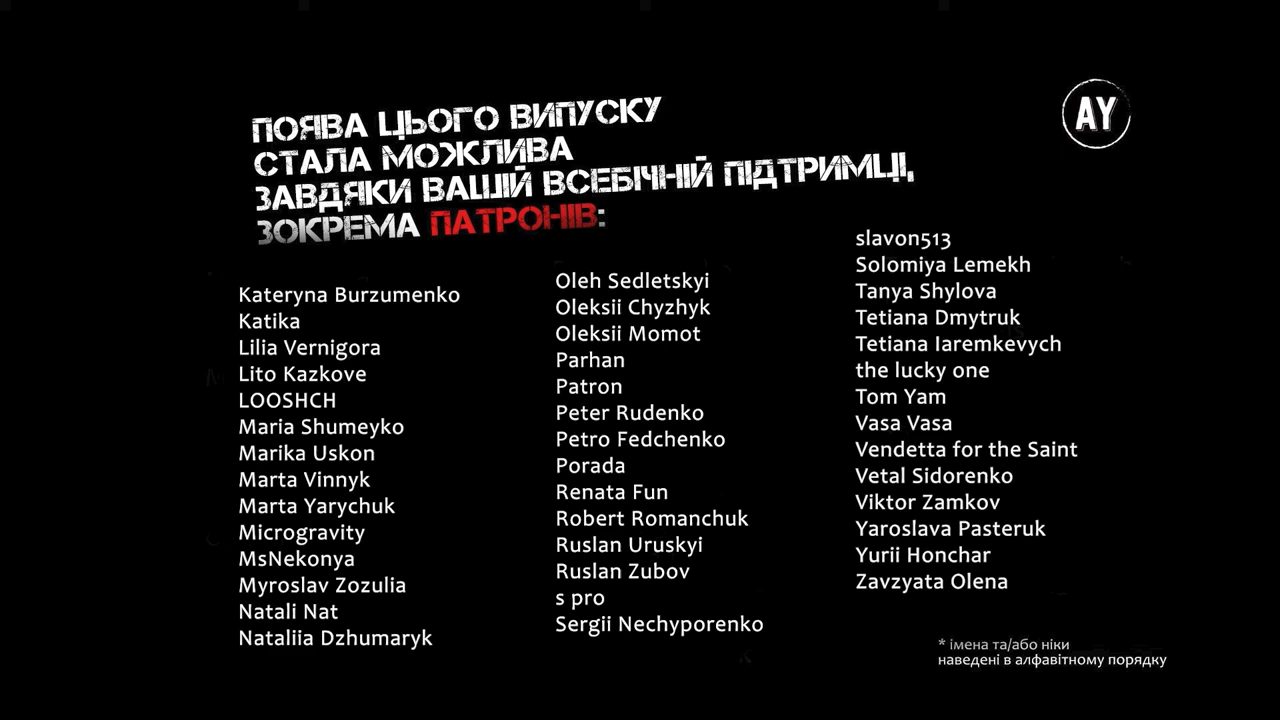 ПОЯВА ЦЬОГО ВИПУСКУ
СТАЛА МОЖЛИВА
ЗАВДЯКИ ВАШІЙ ВСЕБІЧНІЙ ПІДТРИМЦІ,
ЗОКРЕМА ПАТРОНІВ:
AY
Kateryna Burzumenko
Katika
Lilia Vernigora
Lito Kazkove
LOOSHCH
Maria Shumeyko
Marika Uskon
Marta Vinnyk
Marta Yarychuk
Microgravity
MsNekonya
Myroslav Zozulia
Natali Nat
Nataliia Dzhumaryk
Oleh Sedletskyi
Oleksii Chyzhyk
Oleksii Momot
Parhan
Patron
Peter Rudenko
Petro Fedchenko
Porada
Renata Fun
Robert Romanchuk
Ruslan Uruskyi
Ruslan Zubov
s pro
Sergii Nechyporenko
slavon513
Solomiya Lemekh
Tanya Shylova
Tetiana Dmytruk
Tetiana Iaremkevych
the lucky one
Tom Yam
Vasa Vasa
Vendetta for the Saint
Vetal Sidorenko
Viktor Zamkov
Yaroslava Pasteruk
Yurii Honchar
Zavzyata Olena
* імена та/або ніки
наведені в алфавітному порядку